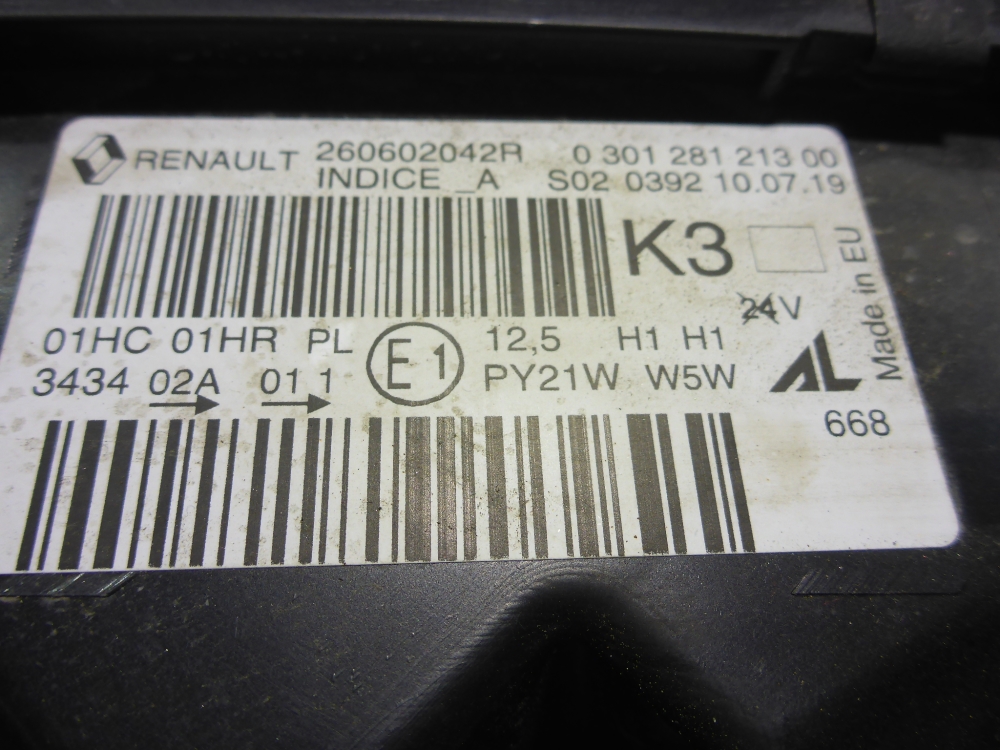 RENAULT 260602042R 0 301 281 213 00
INDICE _A S02 0392 10.07.19
K3
24V
Made in EU
01HC 01HR PL E1 12,5 H1 H1
3434 02A 01 1 PY21W W5W
AL
668